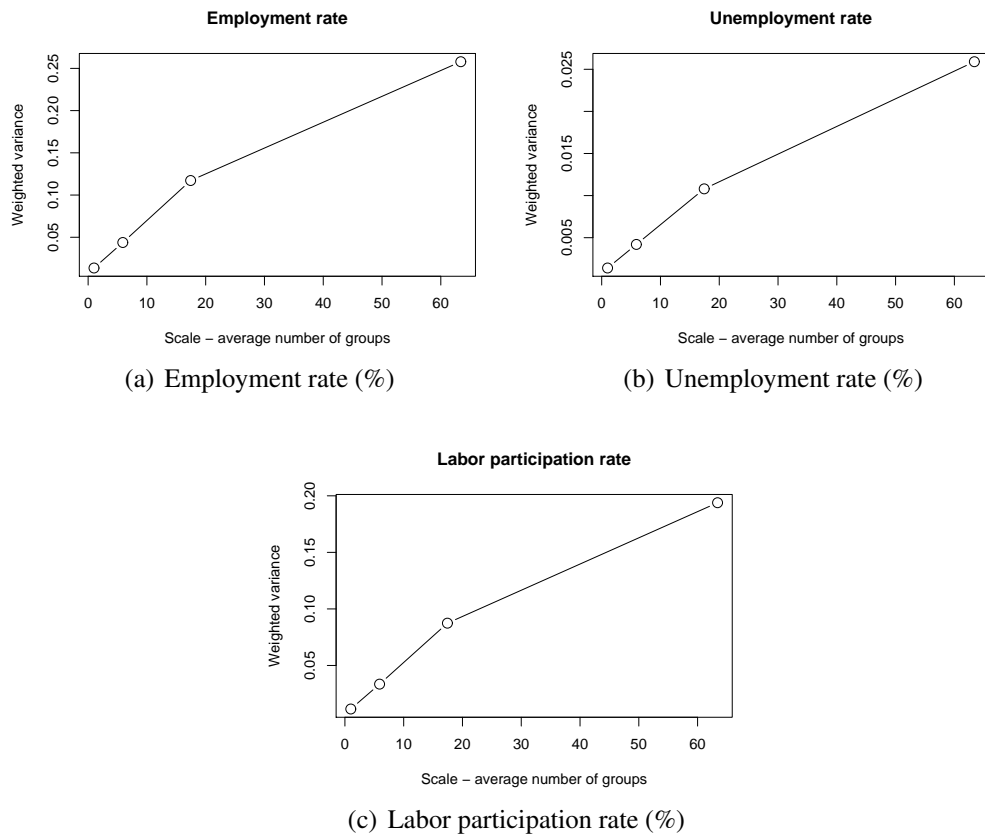 Employment rate
Weighted variance
0.05 0.10 0.15 0.20 0.25
0 10 20 30 40 50 60
Scale − average number of groups
(a) Employment rate (%)
Unemployment rate
Weighted variance
0.005 0.015 0.025
0 10 20 30 40 50 60
Scale − average number of groups
(b) Unemployment rate (%)
Labor participation rate
Weighted variance
0.05 0.10 0.15 0.20
0 10 20 30 40 50 60
Scale − average number of groups
(c) Labor participation rate (%)